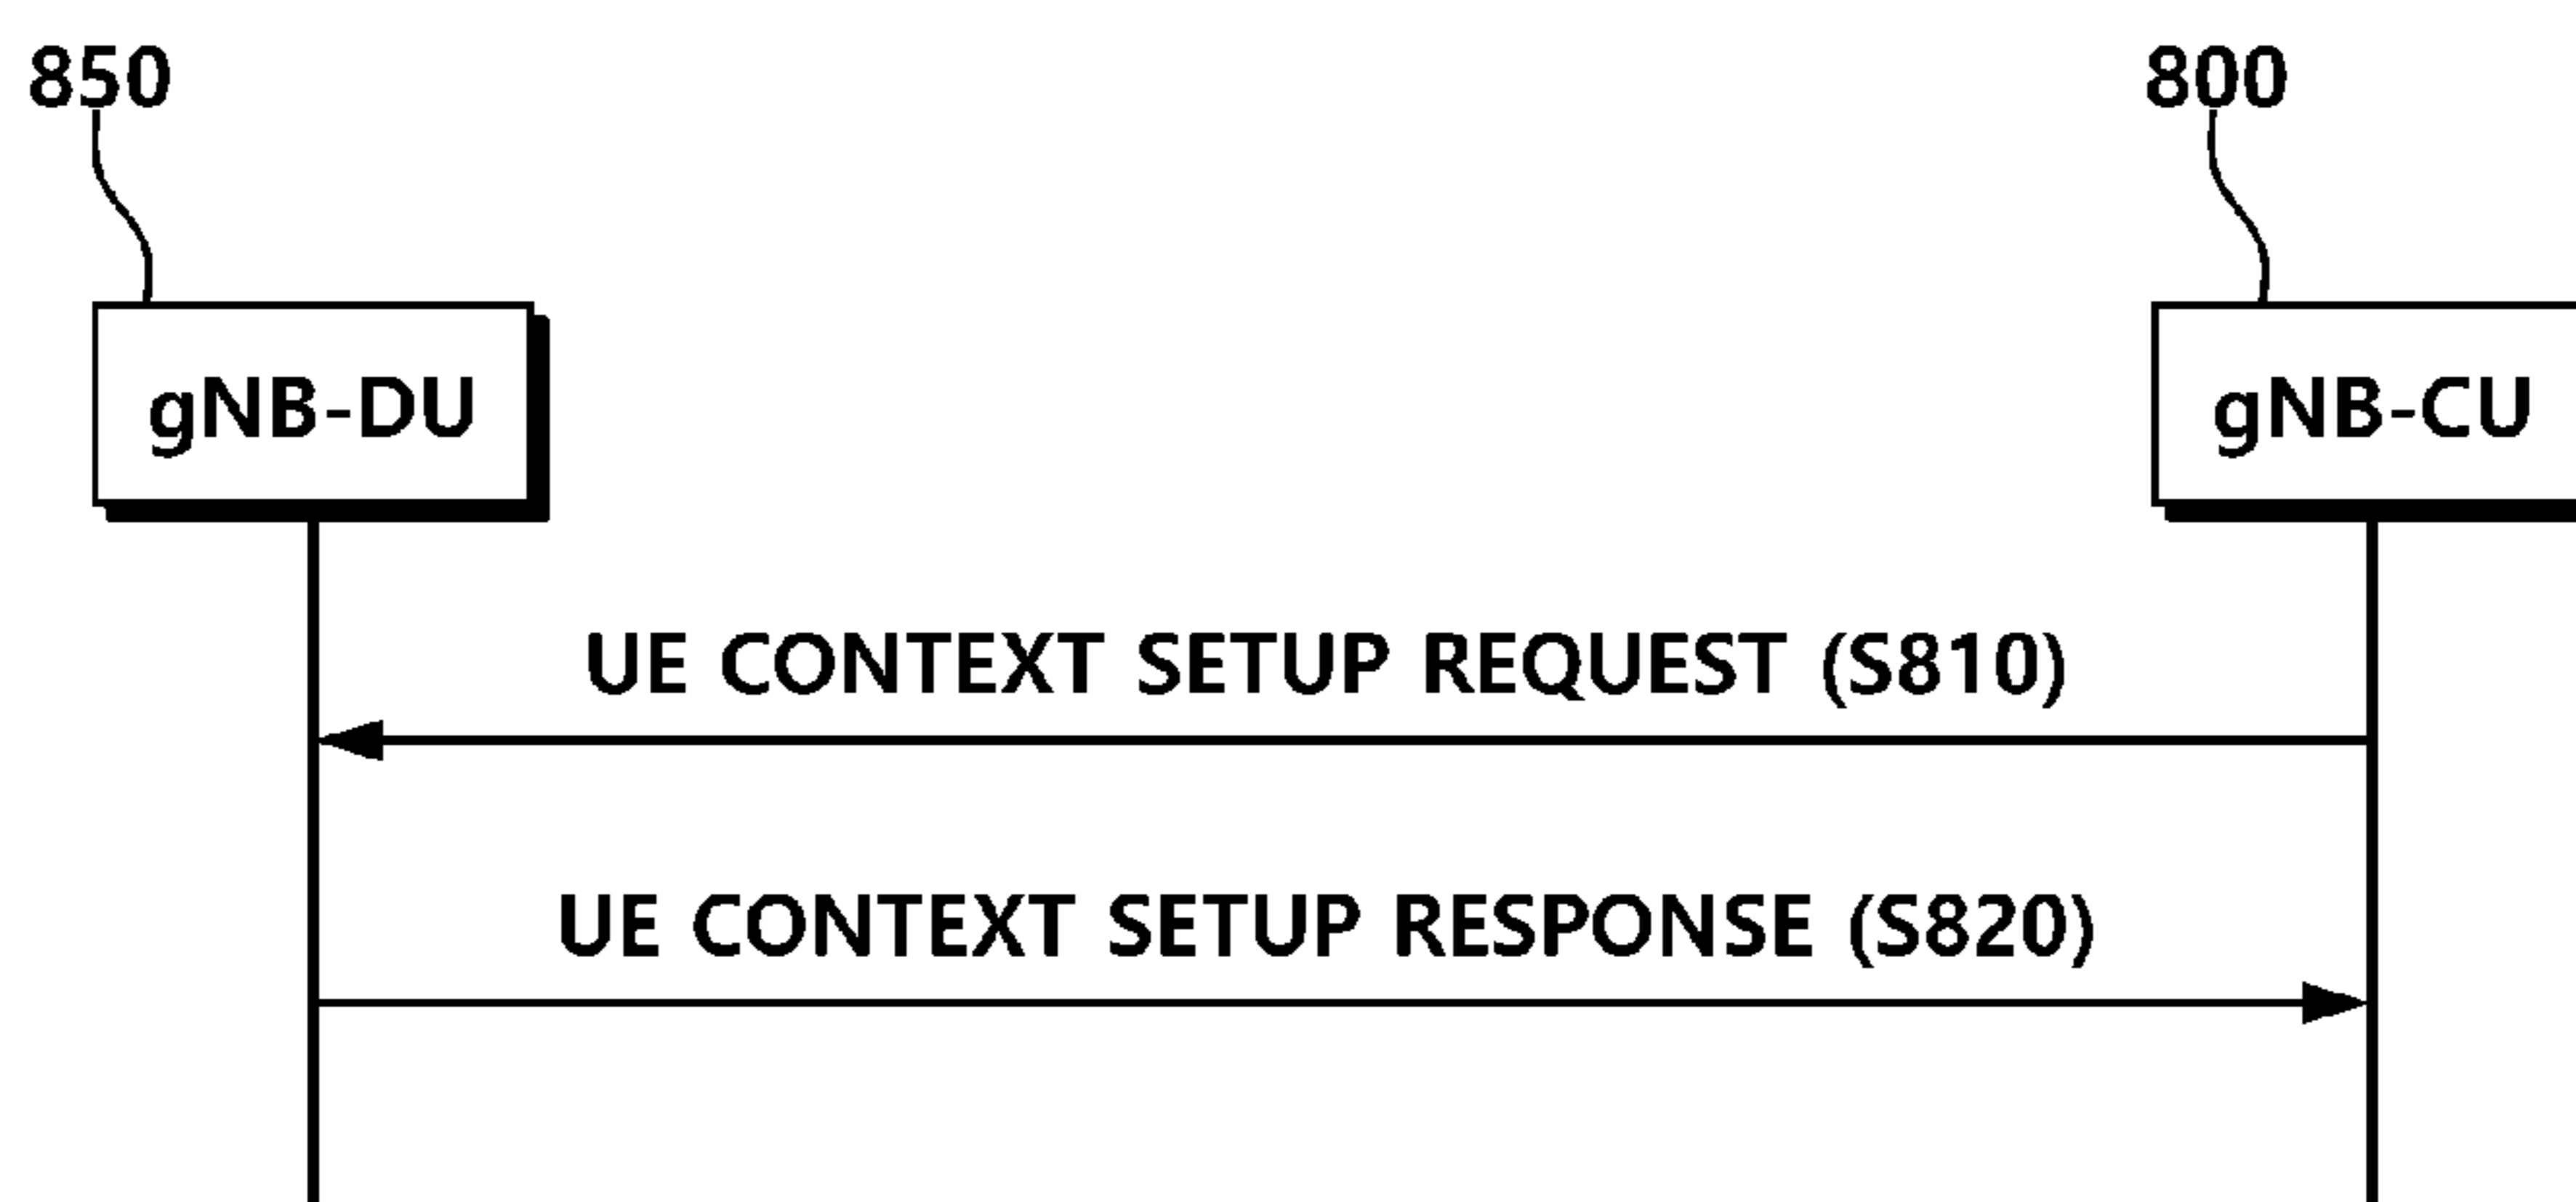 850
800
gNB-DU
gNB-CU
UE CONTEXT SETUP REQUEST (S810)
UE CONTEXT SETUP RESPONSE (S820)